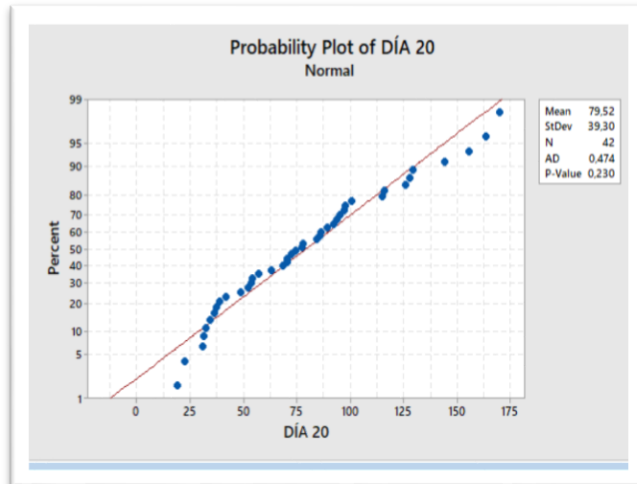 Probability Plot of DÍA 20
Normal
99
95
90
80
70
60
50
40
30
20
10
5
1
Percent
0
25
50
75
100
125
150
175
DÍA 20
Mean 79,52
StDev 39,30
N 42
AD 0,474
P-Value 0,230